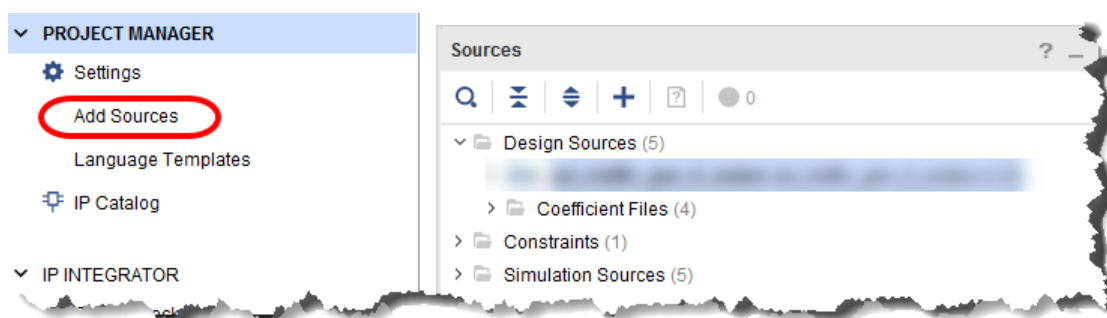 PROJECT MANAGER
Settings
Add Sources
Language Templates
IP Catalog
IP INTEGRATOR
Sources
? _
0
Design Sources (5)
Coefficient Files (4)
Constraints (1)
Simulation Sources (5)